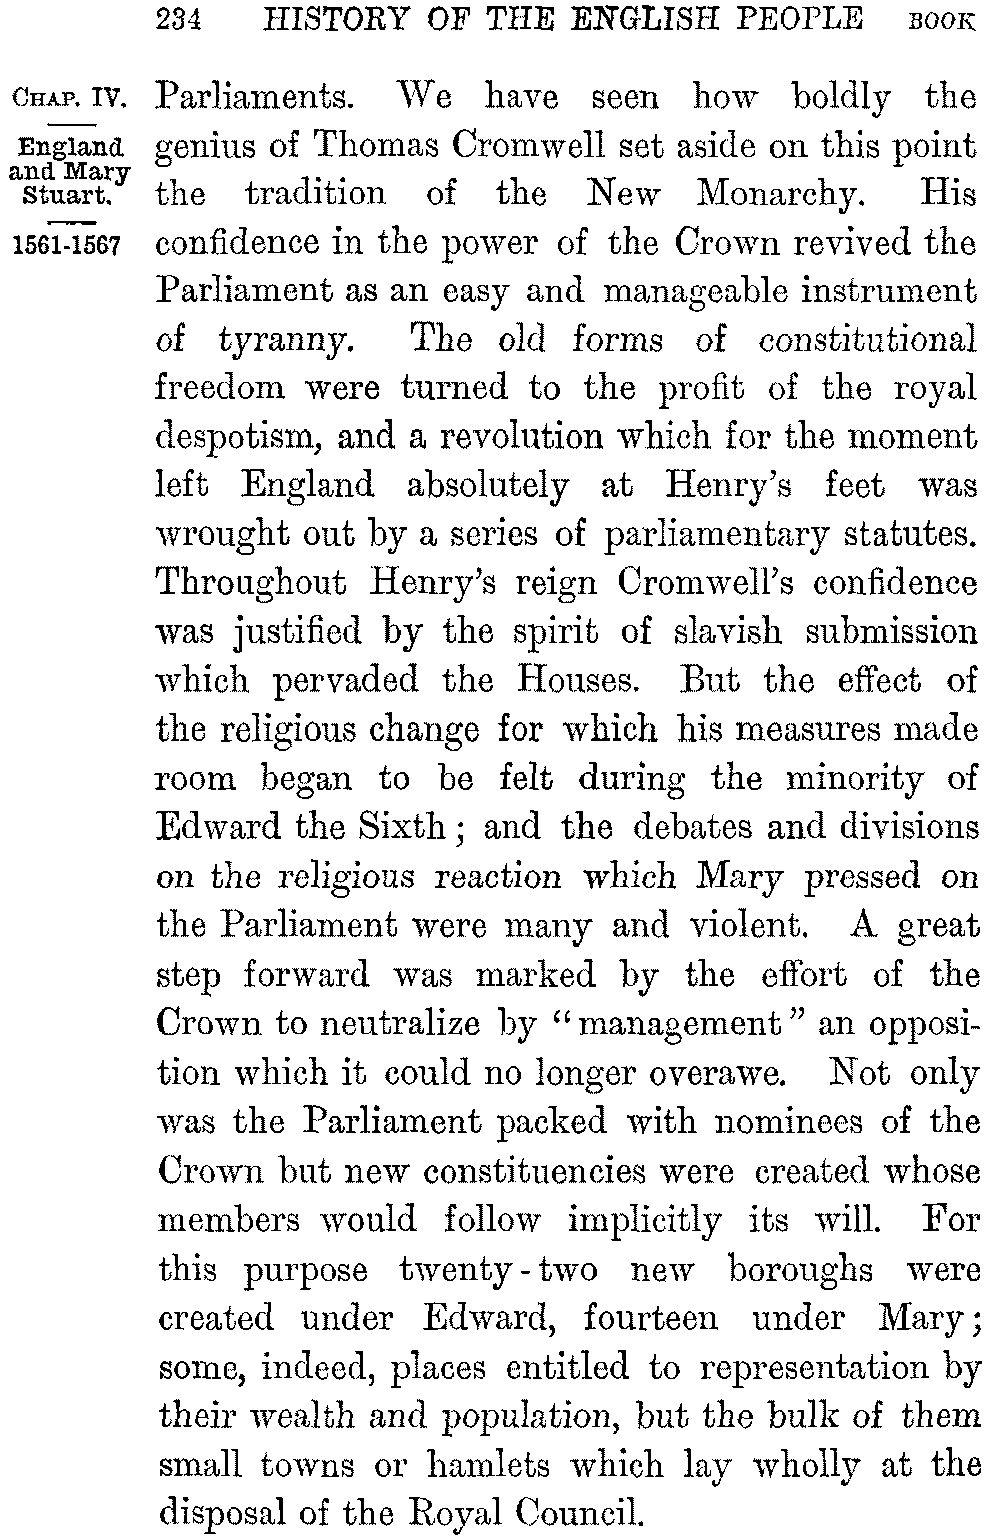 234 HISTORY OF THE ENGLISH PEOPLE BOOK
CHAP. IV.
England
and Mary
Stuart.
1561-1567
Parliaments. We have seen how boldly the
genius of Thomas Cromwell set aside on this point
the tradition of the New Monarchy. His
confidence in the power of the Crown revived the
Parliament as an easy and manageable instrument
of tyranny. The old forms of constitutional
freedom were turned to the profit of the royal
despotism, and a revolution which for the moment
left England absolutely at Henry's feet was
wrought out by a series of parliamentary statutes.
Throughout Henry's reign Cromwell's confidence
was justified by the spirit of slavish submission
which pervaded the Houses. But the effect of
the religious change for which his measures made
room began to be felt during the minority of
Edward the Sixth; and the debates and divisions
on the religious reaction which Mary pressed on
the Parliament were many and violent. A great
step forward was marked by the effort of the
Crown to neutralize by "management" an opposi-
tion which it could no longer overawe. Not only
was the Parliament packed with nominees of the
Crown but new constituencies were created whose
members would follow implicitly its will. For
this purpose twenty-two new boroughs were
created under Edward, fourteen under Mary;
some, indeed, places entitled to representation by
their wealth and population, but the bulk of them
small towns or hamlets which lay wholly at the
disposal of the Royal Council.